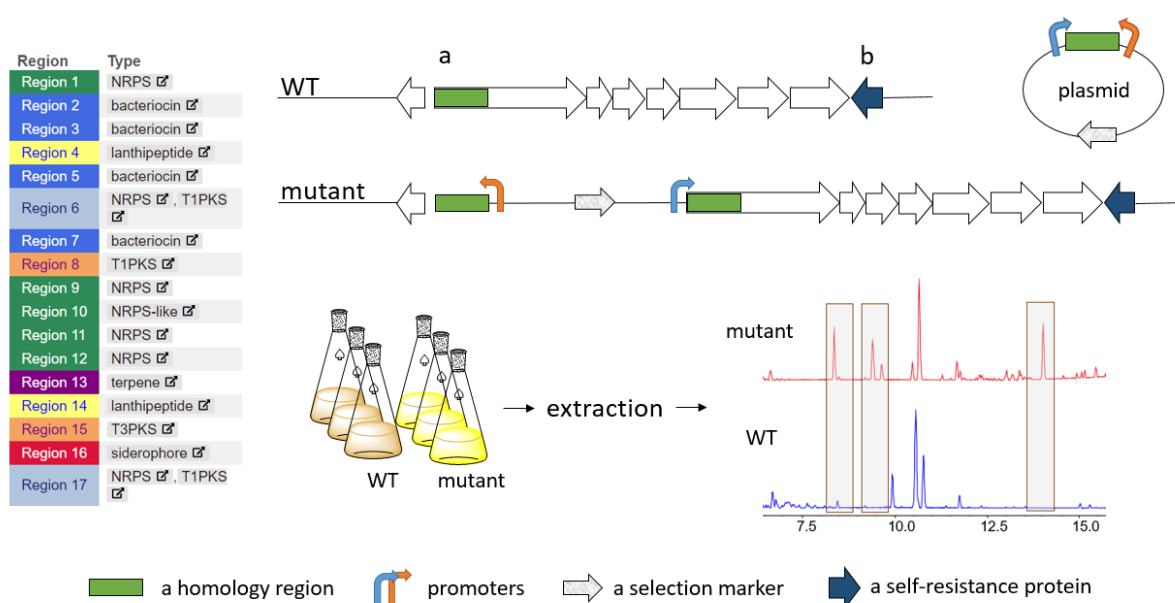 Region Type
Region 1 NRPS
Region 2 bacteriocin
Region 3 bacteriocin
Region 4 lanthipeptide
Region 5 bacteriocin
Region 6 NRPS , T1PKS
Region 7 bacteriocin
Region 8 T1PKS
Region 9 NRPS
Region 10 NRPS-like
Region 11 NRPS
Region 12 NRPS
Region 13 terpene
Region 14 lanthipeptide
Region 15 T3PKS
Region 16 siderophore
Region 17 NRPS , T1PKS
a b
WT
plasmid
mutant
extraction
WT mutant
mutant
WT
7.5 10.0 12.5 15.0
a homology region promoters a selection marker a self-resistance protein